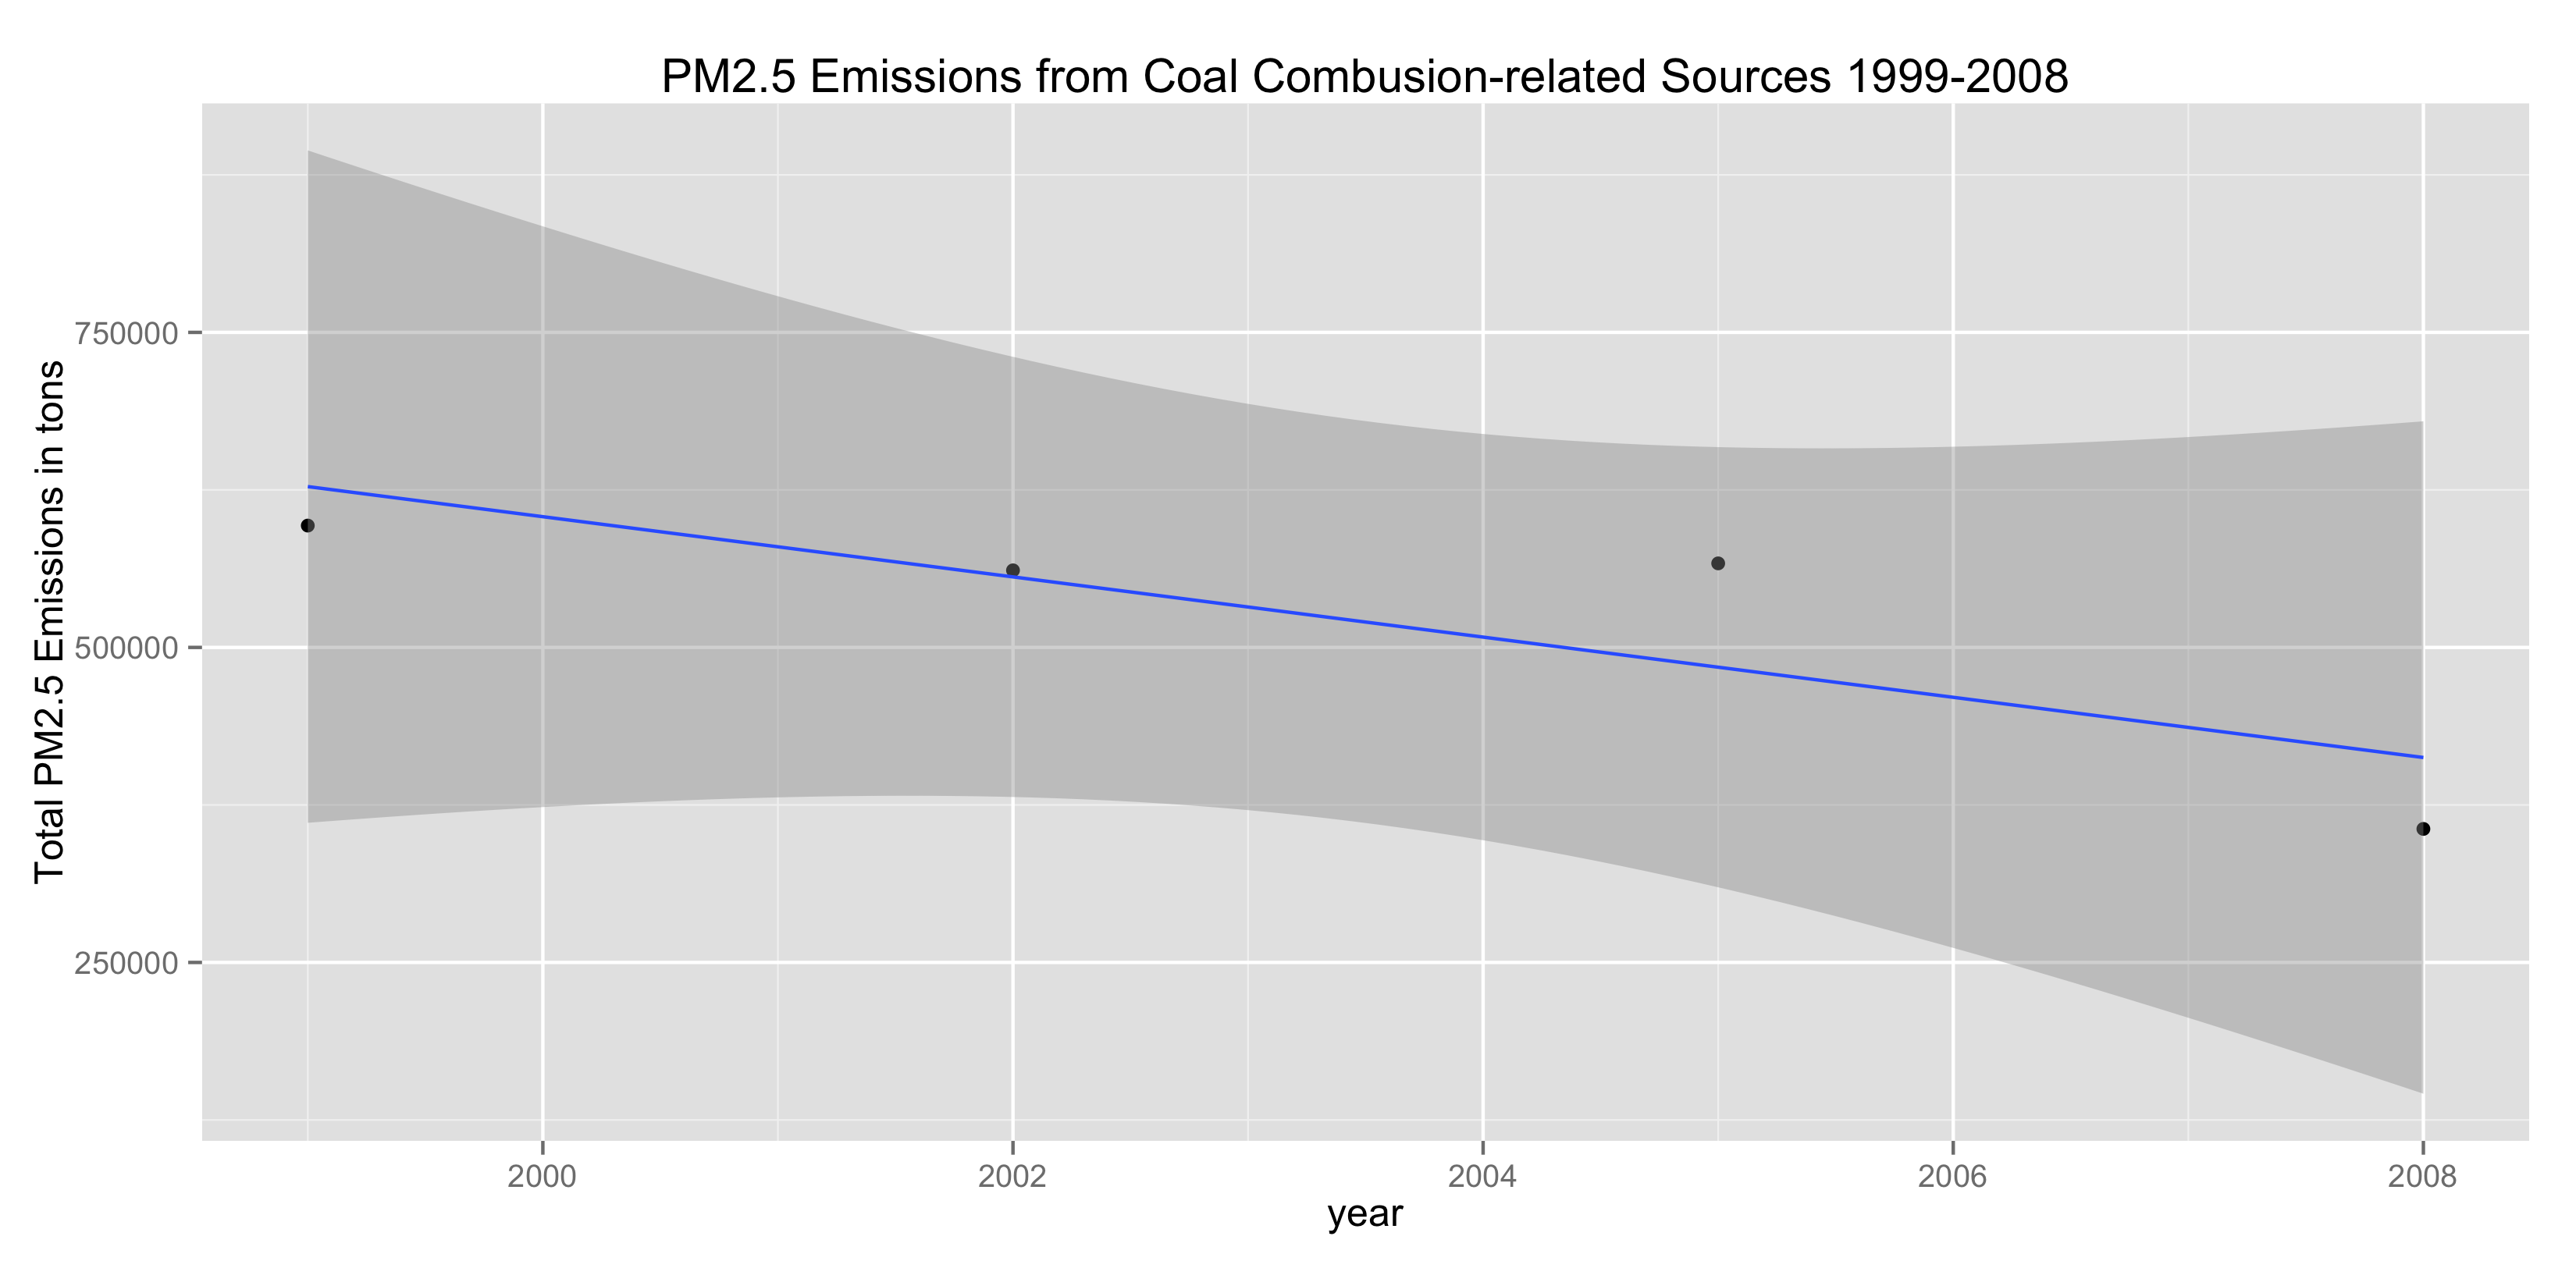 PM2.5 Emissions from Coal Combusion-related Sources 1999-2008
Total PM2.5 Emissions in tons
750000
500000
250000
2000 2002 2004 2006 2008
year